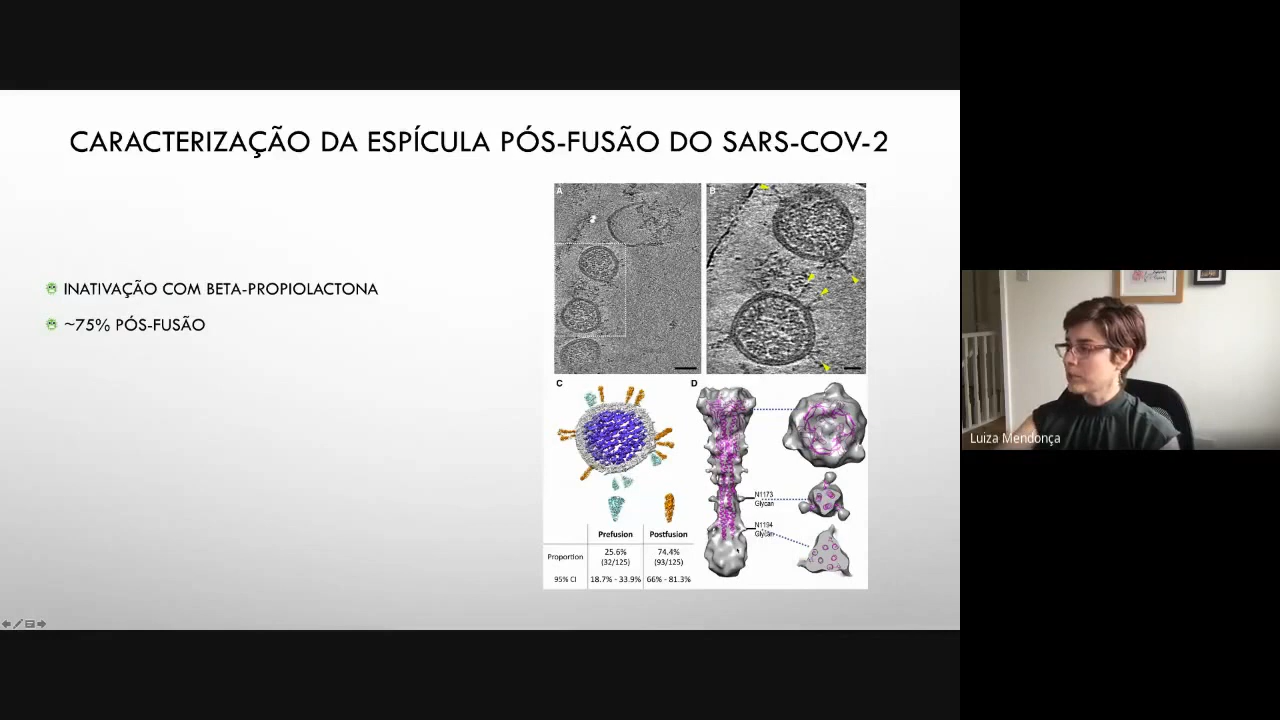 CARACTERIZAÇÃO DA ESPÍCULA PÓS-FUSÃO DO SARS-COV-2
INATIVAÇÃO COM BETA-PROPIOLACTONA
~75% PÓS-FUSÃO
A
B
C
D
N1173
Glycan
N1194
Glycan
Prefusion Postfusion
Proportion 25.6% (32/125) 74.4% (93/125)
95% CI 18.7% - 33.9% 66% - 81.3%
Luiza Mendonça